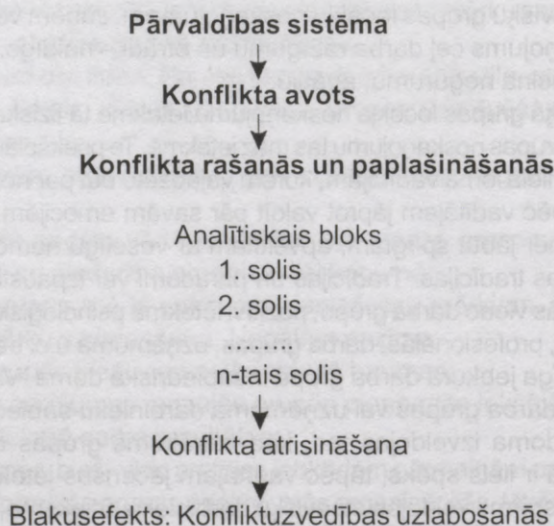 Pārvaldības sistēma
Konflikta avots
Konflikta rašanās un paplašināšanās
Analītiskais bloks
1. solis
2. solis
.........
n-tais solis
Konflikta atrisināšana
Blakusefekts: Konfliktuzvedības uzlabošanās